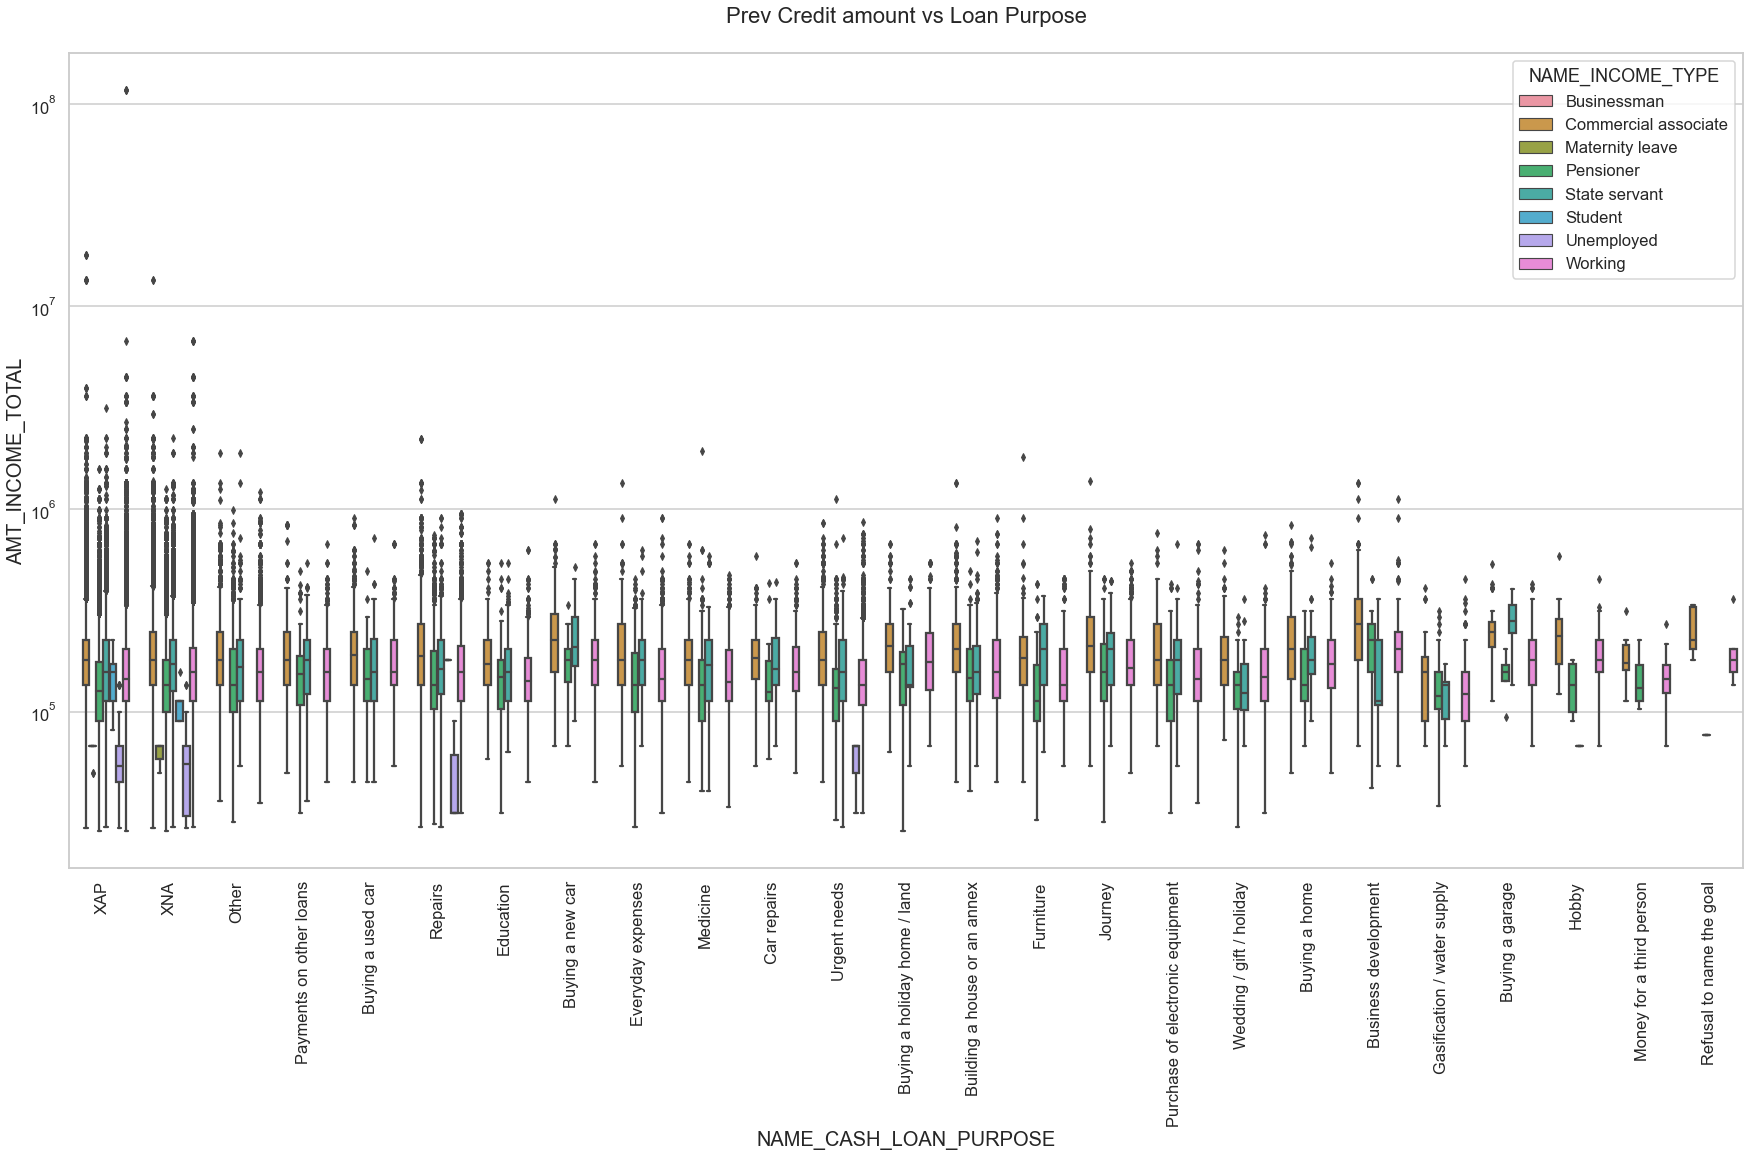 Prev Credit amount vs Loan Purpose
NAME_INCOME_TYPE
Businessman
Commercial associate
Maternity leave
Pensioner
State servant
Student
Unemployed
Working
AMT_INCOME_TOTAL
10^8
10^7
10^6
10^5
XAP
XNA
Other
Payments on other loans
Buying a used car
Repairs
Education
Buying a new car
Everyday expenses
Medicine
Car repairs
Urgent needs
Buying a holiday home / land
Building a house or an annex
Furniture
Journey
Purchase of electronic equipment
Wedding / gift / holiday
Buying a home
Business development
Gasification / water supply
Buying a garage
Hobby
Money for a third person
Refusal to name the goal
NAME_CASH_LOAN_PURPOSE